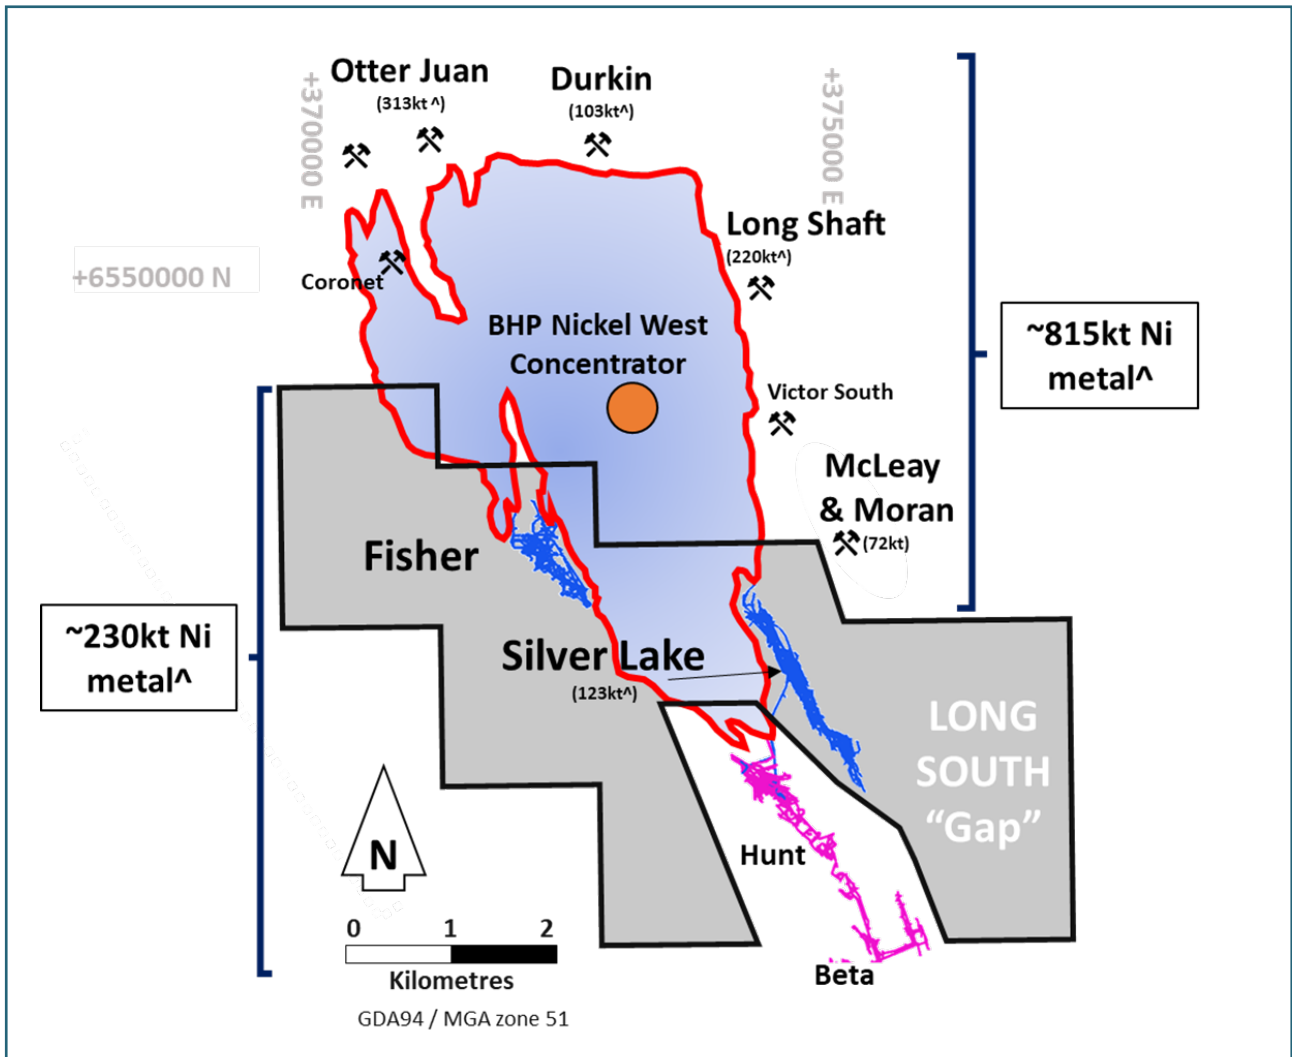 Otter Juan
(313kt ^)
Durkin
(103kt^)
+370000 E
+375000 E
Long Shaft
(220kt^)
+6550000 N
Coronet
BHP Nickel West
Concentrator
~815kt Ni
metal^
Victor South
McLeay
& Moran
(72kt)
Fisher
~230kt Ni
metal^
Silver Lake
(123kt^)
LONG
SOUTH
“Gap”
N
Hunt
0 1 2
Kilometres
Beta
GDA94 / MGA zone 51